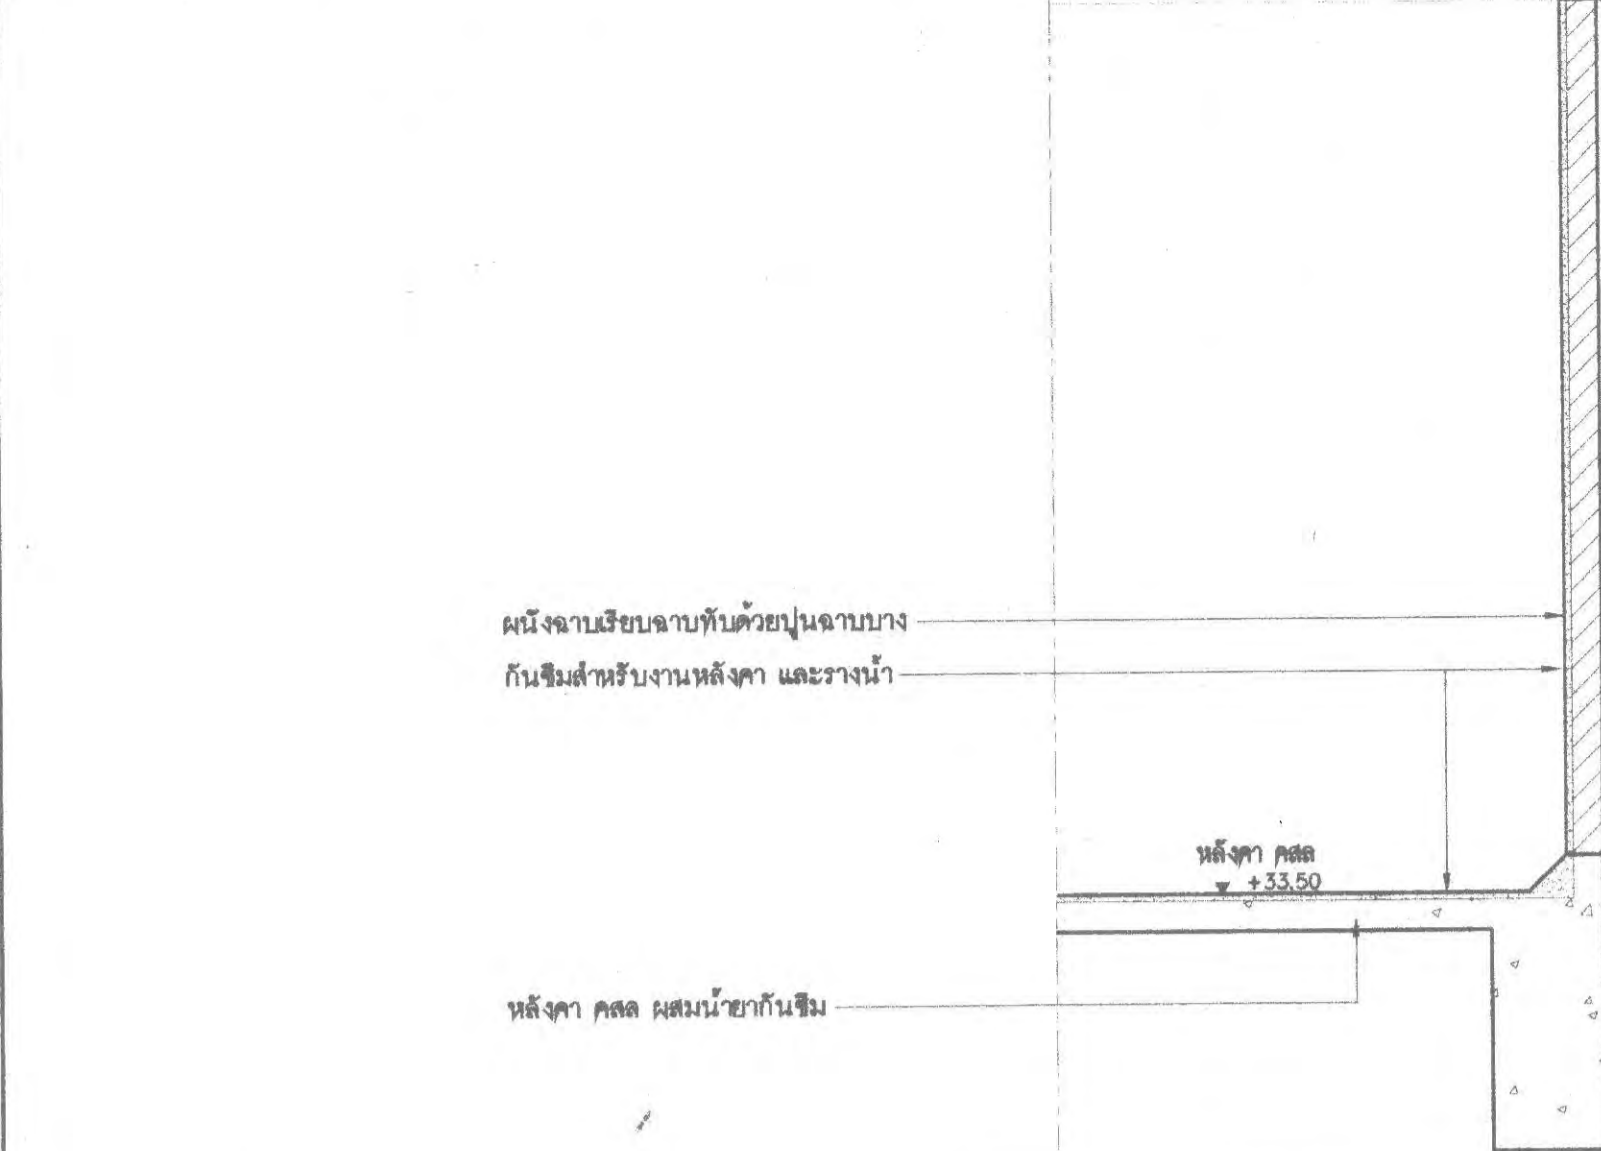 ผนังฉาบเรียบฉาบทับด้วยปูนฉาบบาง
กันซึมสำหรับงานหลังคา และรางน้ำ
หลังคา คสล
+33.50
หลังคา คสล ผสมน้ำยากันซึม